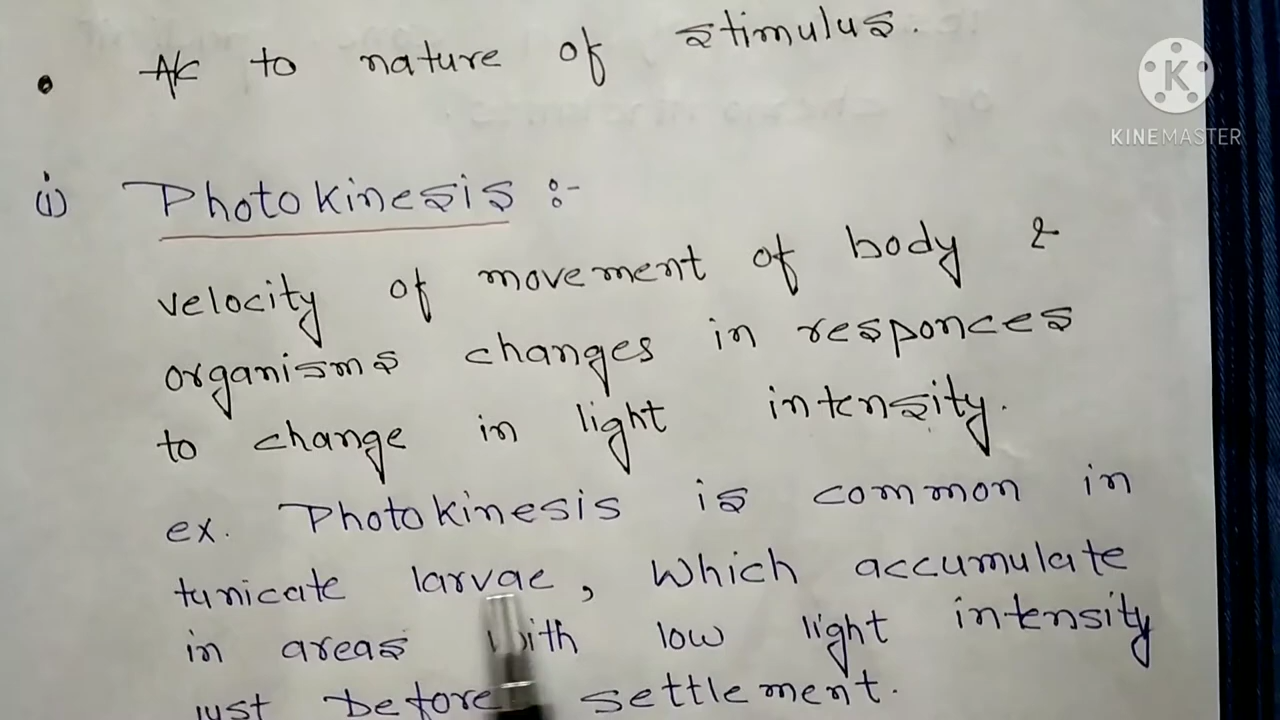 • A/c to nature of stimulus.
KINEMASTER
(i) Photokinesis :-
velocity of movement of body &
organisms changes in responces
to change in light intensity.
ex. Photokinesis is common in
tunicate larvae, which accumulate
in areas with low light intensity
just before settlement.